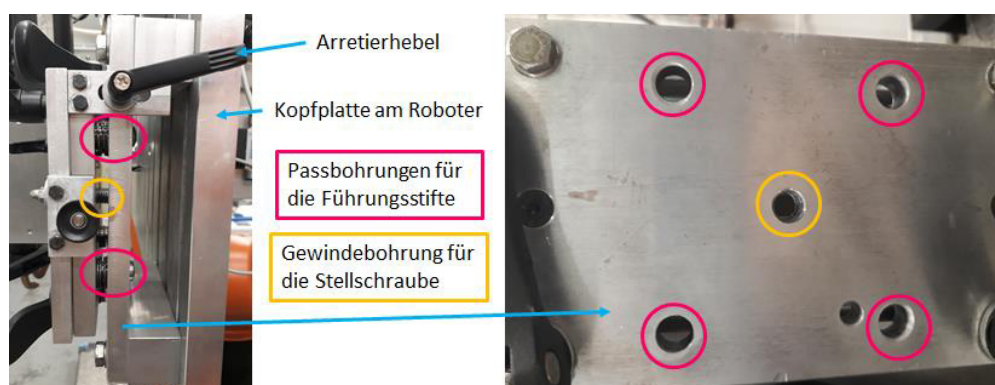 Arretierhebel
Kopfplatte am Roboter
Passbohrungen für
die Führungsstifte
Gewindebohrung für
die Stellschraube